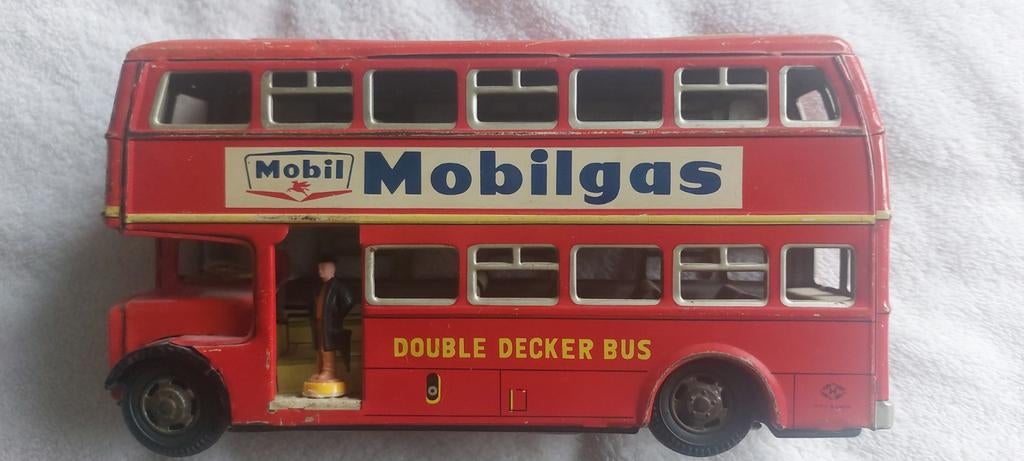 Mobil Mobilgas
DOUBLE DECKER BUS